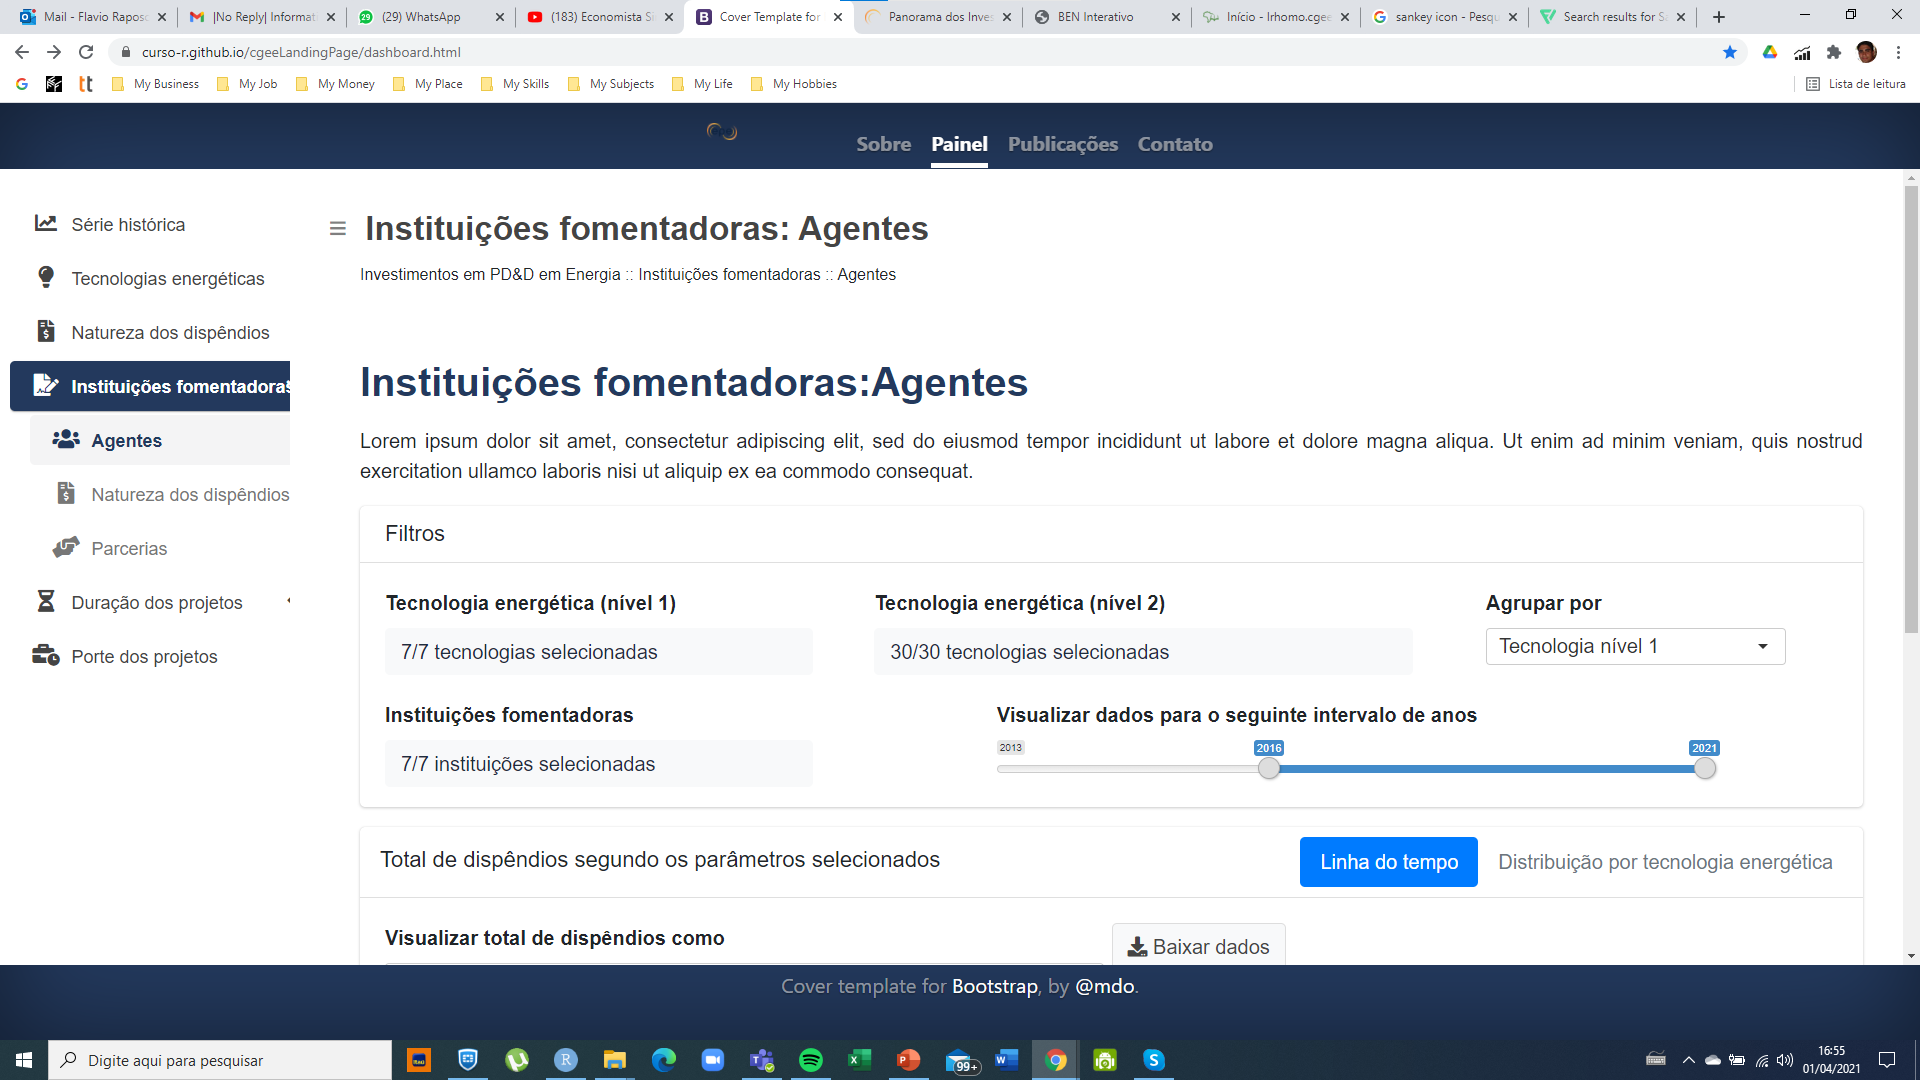 Mail - Flavio Raposo
|No Reply| Informat
(29) WhatsApp
(183) Economista Si
Cover Template for
Panorama dos Inves
BEN Interativo
Início - Irhomo.cgee
sankey icon - Pesqu
Search results for Sa
curso-r.github.io/cgeeLandingPage/dashboard.html
My Business
My Job
My Money
My Place
My Skills
My Subjects
My Life
My Hobbies
Lista de leitura
Sobre
Painel
Publicações
Contato
Série histórica
Tecnologias energéticas
Natureza dos dispêndios
Instituições fomentadoras
Agentes
Natureza dos dispêndios
Parcerias
Duração dos projetos
Porte dos projetos
Instituições fomentadoras: Agentes
Investimentos em PD&D em Energia :: Instituições fomentadoras :: Agentes
Instituições fomentadoras:Agentes
Lorem ipsum dolor sit amet, consectetur adipiscing elit, sed do eiusmod tempor incididunt ut labore et dolore magna aliqua. Ut enim ad minim veniam, quis nostrud
exercitation ullamco laboris nisi ut aliquip ex ea commodo consequat.
Filtros
Tecnologia energética (nível 1)
7/7 tecnologias selecionadas
Tecnologia energética (nível 2)
30/30 tecnologias selecionadas
Agrupar por
Tecnologia nível 1
Instituições fomentadoras
7/7 instituições selecionadas
Visualizar dados para o seguinte intervalo de anos
2013
2016
2021
Total de dispêndios segundo os parâmetros selecionados
Linha do tempo
Distribuição por tecnologia energética
Visualizar total de dispêndios como
Baixar dados
Cover template for Bootstrap, by @mdo.
Digite aqui para pesquisar
99+
16:55
01/04/2021